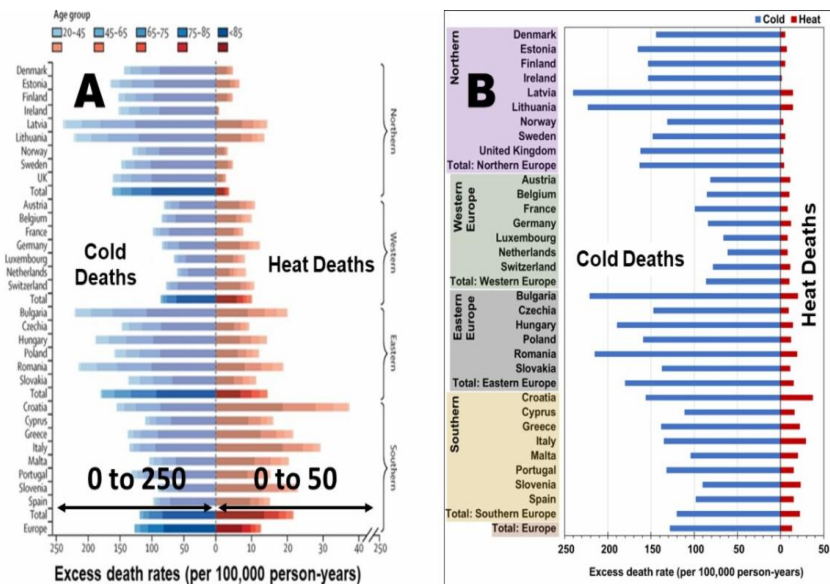 Age group
20-45 45-65 65-75 75-85 <85
A
Denmark
Estonia
Finland
Ireland
Latvia
Lithuania
Norway
Sweden
UK
Total
Northern
Austria
Belgium
France
Germany
Luxembourg
Netherlands
Switzerland
Total
Western
Bulgaria
Czechia
Hungary
Poland
Romania
Slovakia
Total
Eastern
Croatia
Cyprus
Greece
Italy
Malta
Portugal
Slovenia
Spain
Total
Southern
Europe
Cold
Deaths
Heat Deaths
0 to 250
0 to 50
250 200 150 100 50 0 10 20 30 40 250
Excess death rates (per 100,000 person-years)
Cold Heat
B
Northern
Denmark
Estonia
Finland
Ireland
Latvia
Lithuania
Norway
Sweden
United Kingdom
Total: Northern Europe
Western
Europe
Austria
Belgium
France
Germany
Luxembourg
Netherlands
Switzerland
Total: Western Europe
Eastern
Europe
Bulgaria
Czechia
Hungary
Poland
Romania
Slovakia
Total: Eastern Europe
Southern
Croatia
Cyprus
Greece
Italy
Malta
Portugal
Slovenia
Spain
Total: Southern Europe
Total: Europe
Cold Deaths
Heat Deaths
250 200 150 100 50 0 50
Excess death rate (per 100,000 person-years)